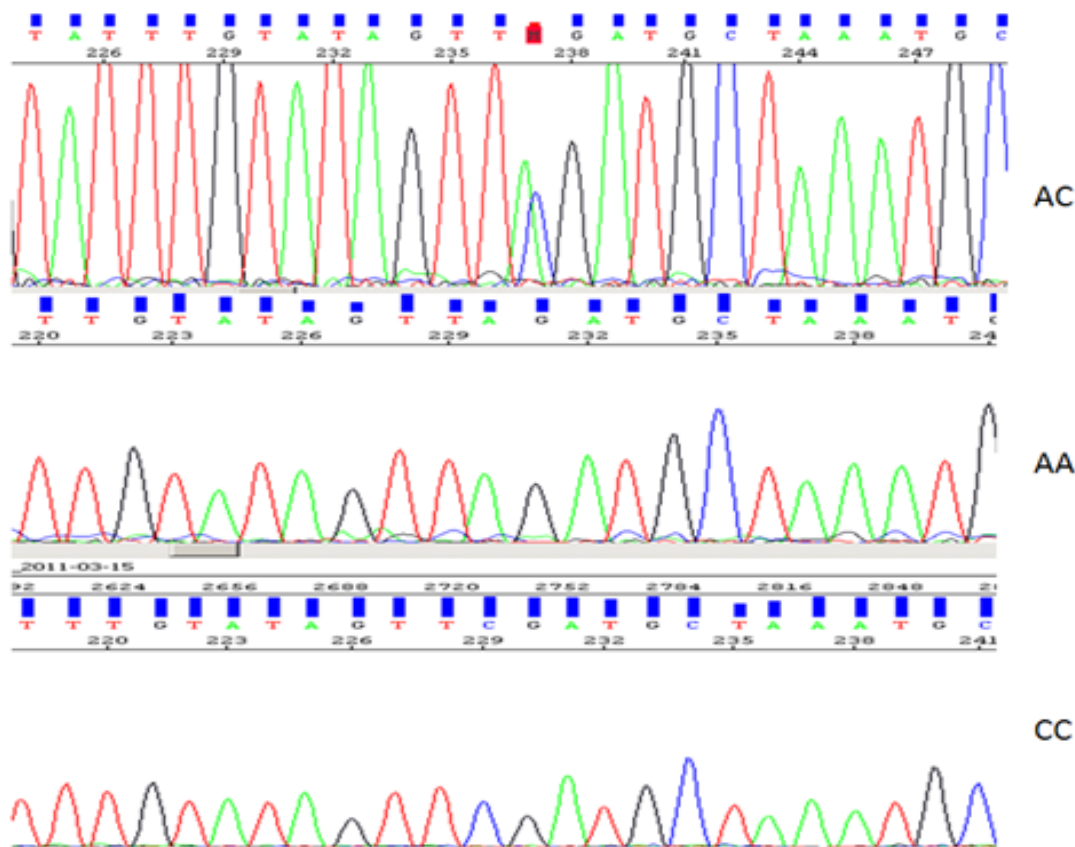 T A T T T G T A T A G T T M G A T G C T A A A T G C
226 229 232 235 238 241 244 247
AC
T T G T A T A G T T A G A T G C T A A A T
220 223 226 229 232 235 238
AA
2011-03-15
2624 2656 2688 2720 2752 2784 2816 2848
T T T G T A T A G T T C G A T G C T A A A T G C
220 223 226 229 232 235 238 241
CC